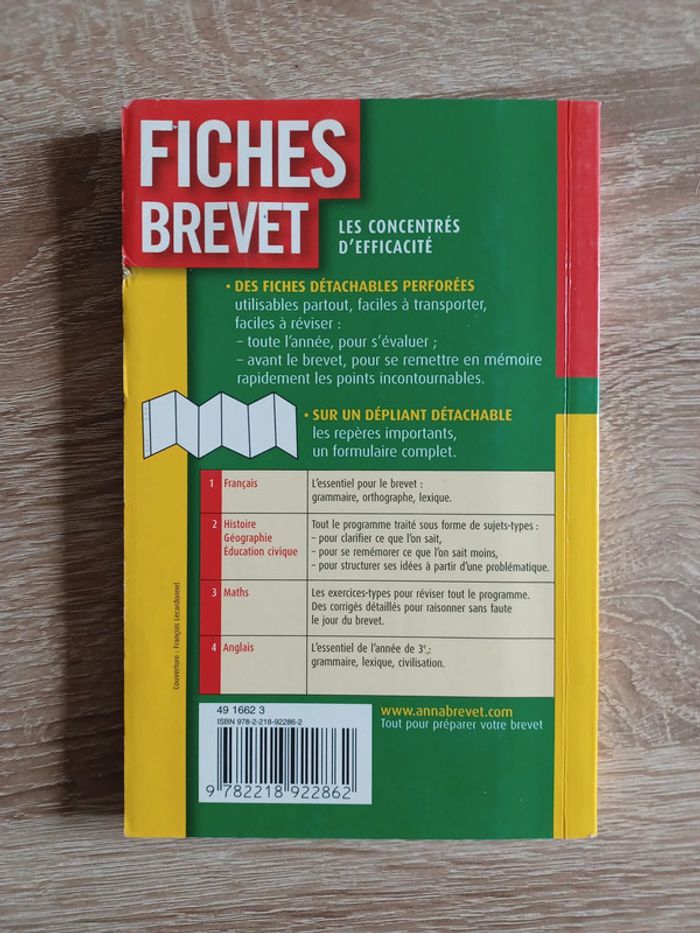 FICHES
BREVET
LES CONCENTRÉS
D'EFFICACITÉ
• DES FICHES DÉTACHABLES PERFORÉES
utilisables partout, faciles à transporter,
faciles à réviser :
– toute l'année, pour s'évaluer ;
– avant le brevet, pour se remettre en mémoire
rapidement les points incontournables.
• SUR UN DÉPLIANT DÉTACHABLE
les repères importants,
un formulaire complet.
1 Français
L'essentiel pour le brevet :
grammaire, orthographe, lexique.
2 Histoire
Géographie
Éducation civique
Tout le programme traité sous forme de sujets-types :
– pour clarifier ce que l'on sait,
– pour se remémorer ce que l'on sait moins,
– pour structurer ses idées à partir d'une problématique.
3 Maths
Les exercices-types pour réviser tout le programme.
Des corrigés détaillés pour raisonner sans faute
le jour du brevet.
4 Anglais
L'essentiel de l'année de 3e :
grammaire, lexique, civilisation.
Couverture : François Lecardonnel
49 1662 3
ISBN 978-2-218-92286-2
9 782218 922862
www.annabrevet.com
Tout pour préparer votre brevet